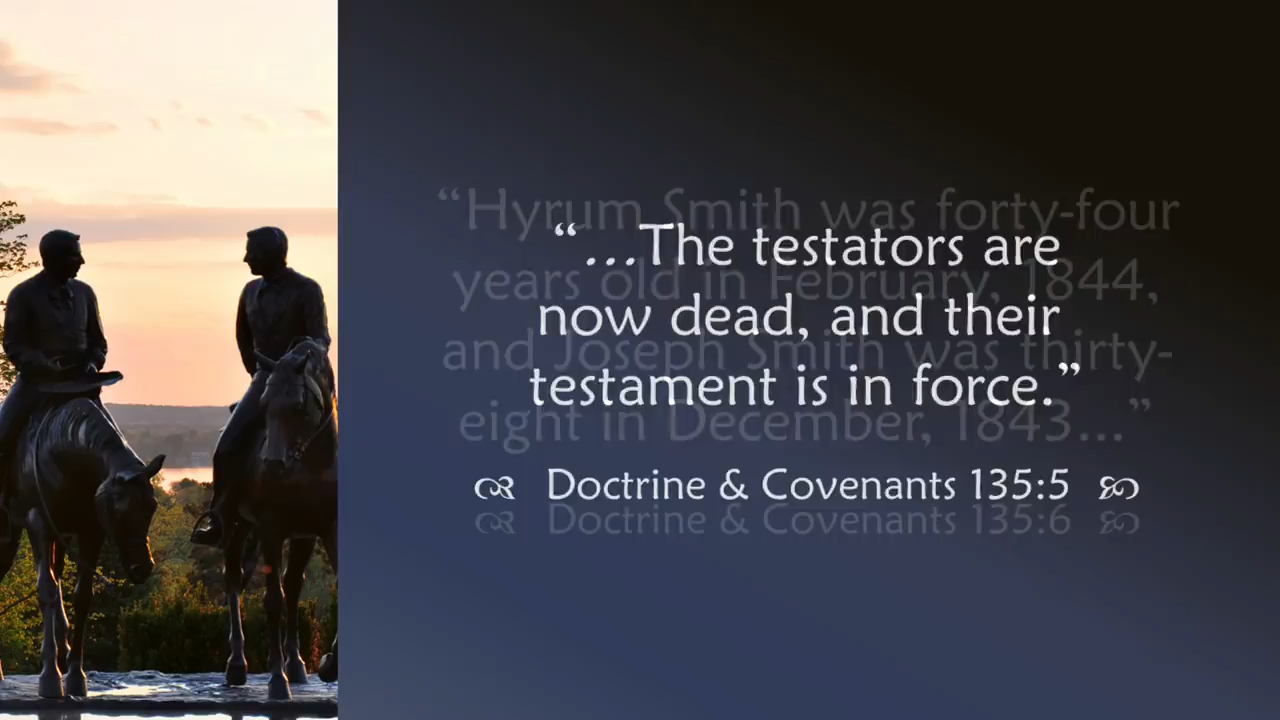 “...The testators are
now dead, and their
testament is in force.”
Doctrine & Covenants 135:5
“Hyrum Smith was forty-four
years old in February, 1844,
and Joseph Smith was thirty-
eight in December, 1843...”
Doctrine & Covenants 135:6